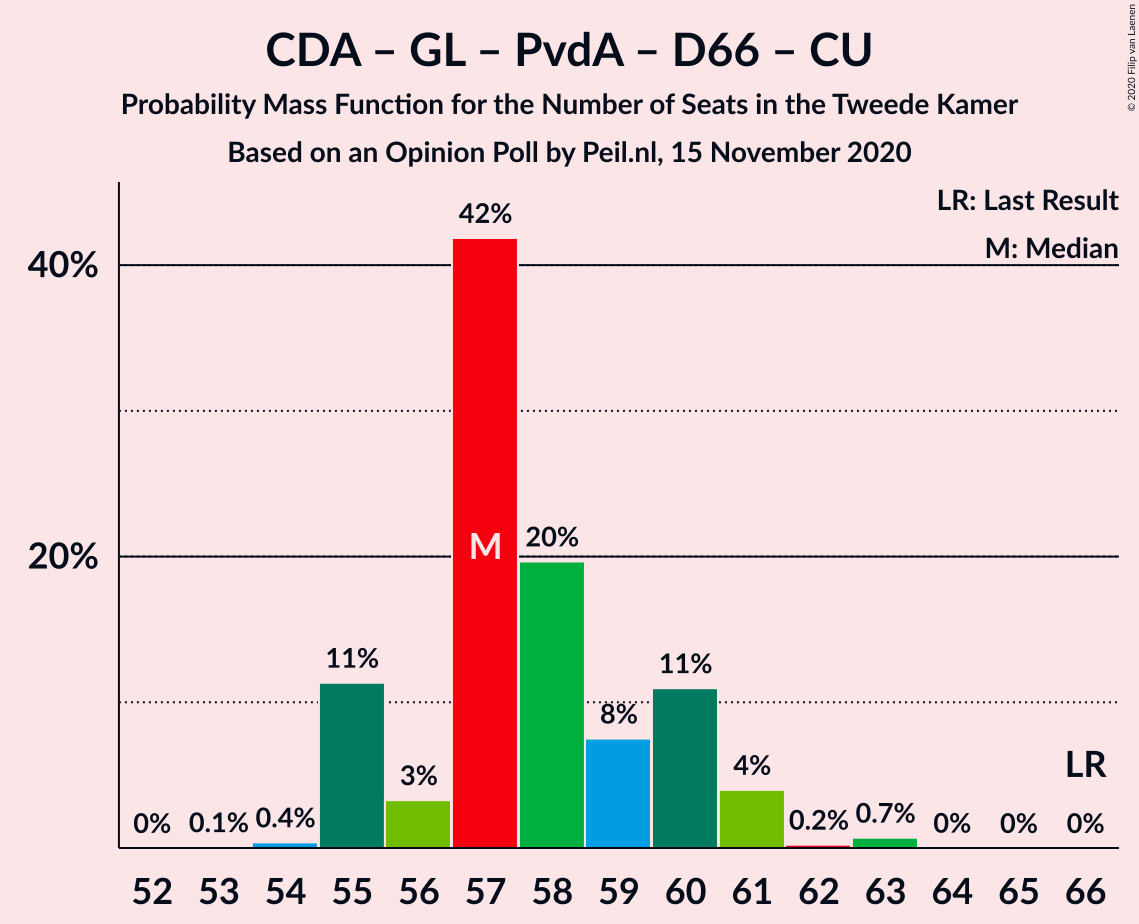 CDA – GL – PvdA – D66 – CU
Probability Mass Function for the Number of Seats in the Tweede Kamer
Based on an Opinion Poll by Peil.nl, 15 November 2020
© 2020 Filip van Laenen
LR: Last Result
M: Median
40%
20%
0% 0.1% 0.4% 11% 3% 42% 20% 8% 11% 4% 0.2% 0.7% 0% 0% 0%
M
LR
52 53 54 55 56 57 58 59 60 61 62 63 64 65 66